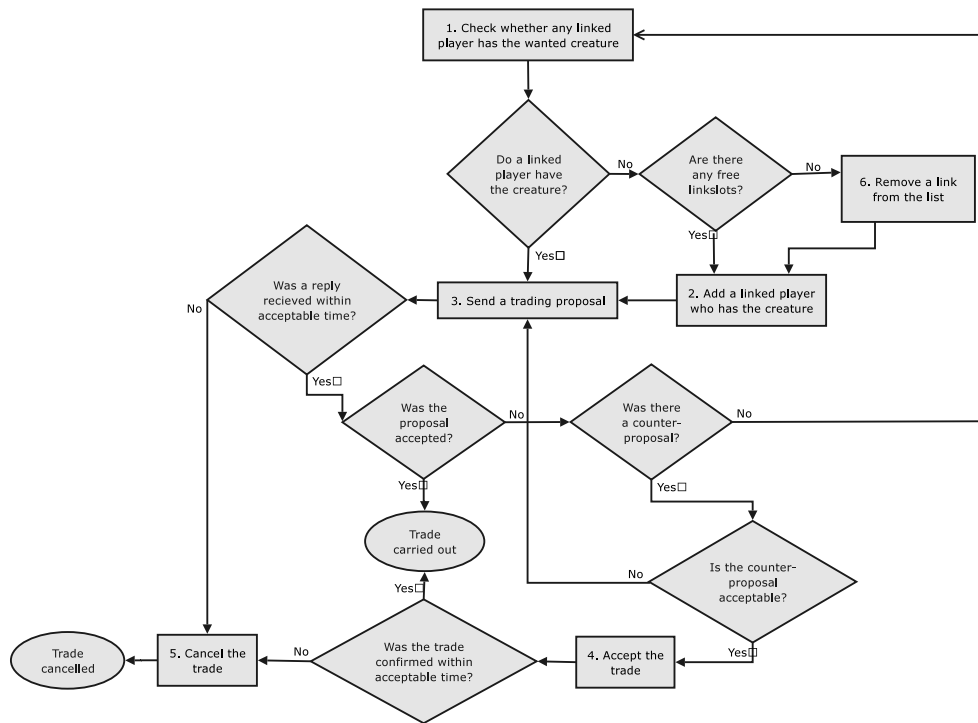 1. Check whether any linked
player has the wanted creature
Do a linked
player have
the creature?
No
Are there
any free
linkslots?
No
6. Remove a link
from the list
Yes□
Yes□
Was a reply
recieved within
acceptable time?
No
3. Send a trading proposal
2. Add a linked player
who has the creature
Yes□
Was the
proposal
accepted?
No
Was there
a counter-
proposal?
No
Yes□
Yes□
Trade
carried out
Is the counter-
proposal
acceptable?
No
Yes□
Yes□
Trade
cancelled
5. Cancel the
trade
No
Was the trade
confirmed within
acceptable time?
4. Accept the
trade